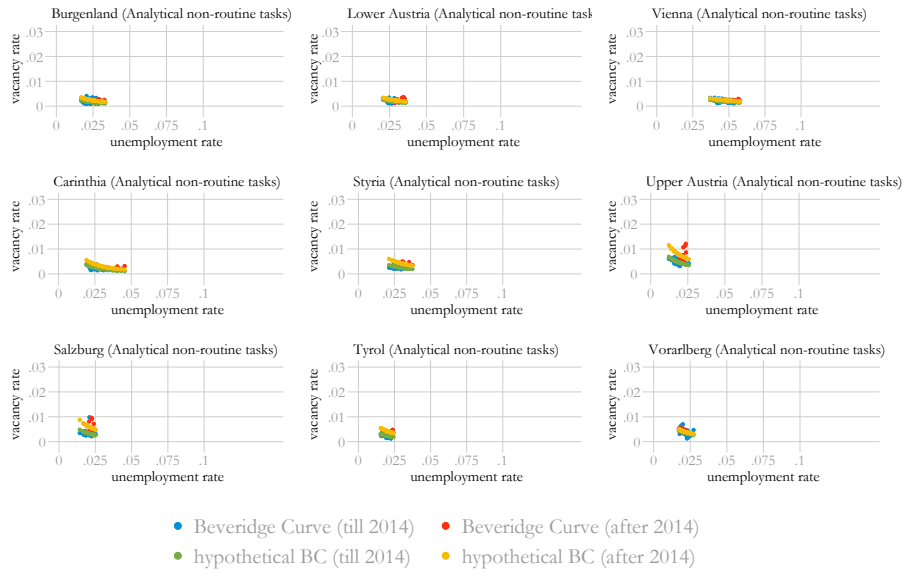 Burgenland (Analytical non-routine tasks)
vacancy rate
.03
.02
.01
0
0 .025 .05 .075 .1
unemployment rate
Lower Austria (Analytical non-routine task
vacancy rate
.03
.02
.01
0
0 .025 .05 .075 .1
unemployment rate
Vienna (Analytical non-routine tasks)
vacancy rate
.03
.02
.01
0
0 .025 .05 .075 .1
unemployment rate
Carinthia (Analytical non-routine tasks)
vacancy rate
.03
.02
.01
0
0 .025 .05 .075 .1
unemployment rate
Styria (Analytical non-routine tasks)
vacancy rate
.03
.02
.01
0
0 .025 .05 .075 .1
unemployment rate
Upper Austria (Analytical non-routine tasks)
vacancy rate
.03
.02
.01
0
0 .025 .05 .075 .1
unemployment rate
Salzburg (Analytical non-routine tasks)
vacancy rate
.03
.02
.01
0
0 .025 .05 .075 .1
unemployment rate
Tyrol (Analytical non-routine tasks)
vacancy rate
.03
.02
.01
0
0 .025 .05 .075 .1
unemployment rate
Vorarlberg (Analytical non-routine tasks)
vacancy rate
.03
.02
.01
0
0 .025 .05 .075 .1
unemployment rate
Beveridge Curve (till 2014) Beveridge Curve (after 2014)
hypothetical BC (till 2014) hypothetical BC (after 2014)